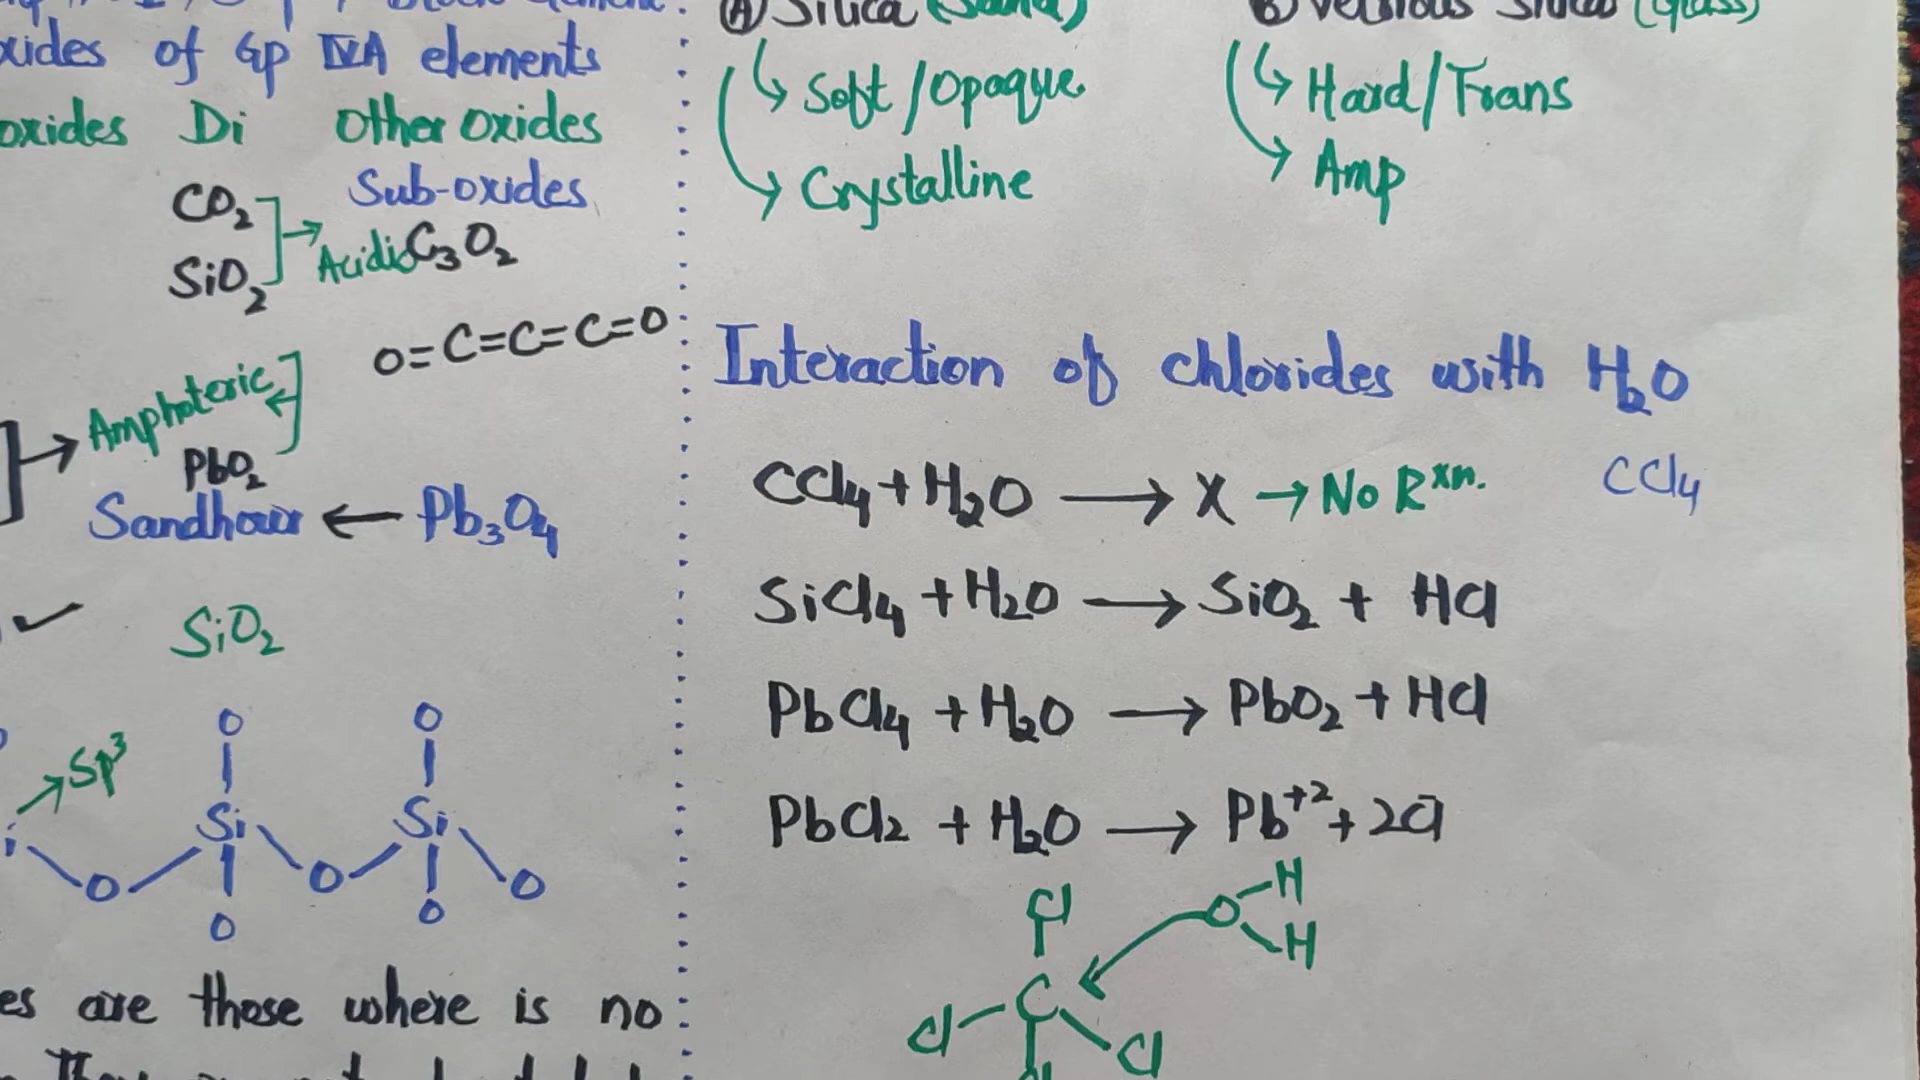 xides of Gp IVA elements
oxides Di Other oxides
CO2
SiO2
Acidic
Sub-oxides
C3O2
O=C=C=C=O
Amphoteric
PbO2
Sandhour ← Pb3O4
SiO2
Sp3
O O
Si Si
O O O
O O
es are those where is no
(A) Silica (Sand)
Soft/Opaque
Crystalline
(Glass)
Hard/Trans
Amp
Interaction of chlorides with H2O
CCl4 + H2O → X → No Rxn. CCl4
SiCl4 + H2O → SiO2 + HCl
PbCl4 + H2O → PbO2 + HCl
PbCl2 + H2O → Pb+2 + 2Cl-
Cl O H
H
C
Cl Cl